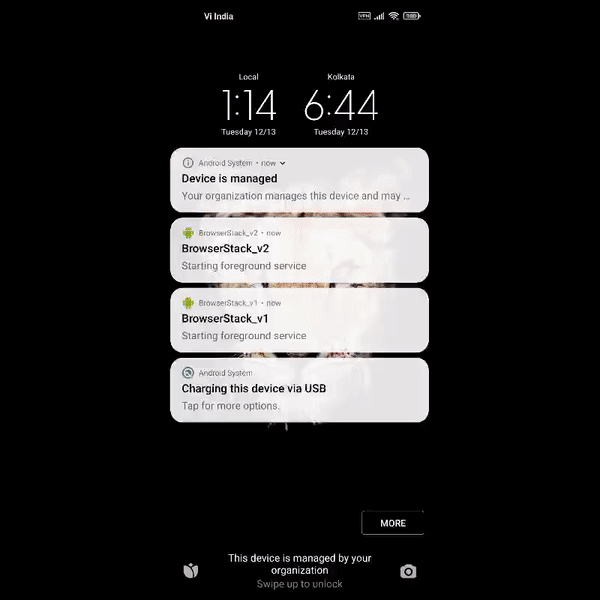 Vi India
VPN
100
Local
Kolkata
1:14
6:44
Tuesday 12/13
Tuesday 12/13
Android System • now
Device is managed
Your organization manages this device and may ...
BrowserStack_v2 • now
BrowserStack_v2
Starting foreground service
BrowserStack_v1 • now
BrowserStack_v1
Starting foreground service
Android System
Charging this device via USB
Tap for more options.
MORE
This device is managed by your
organization
Swipe up to unlock